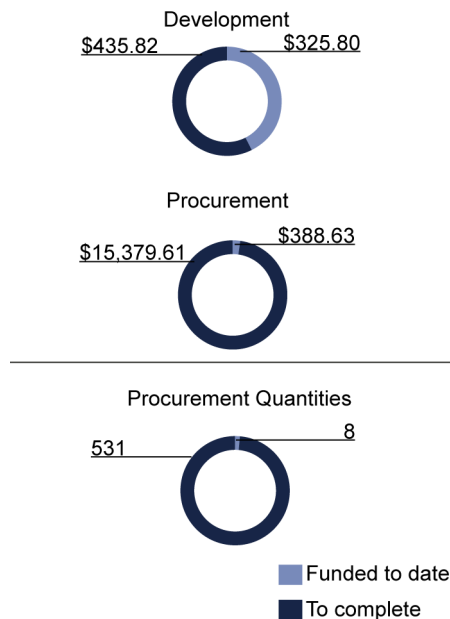 Development
$435.82
$325.80
Procurement
$388.63
$15,379.61
Procurement Quantities
531
8
Funded to date
To complete